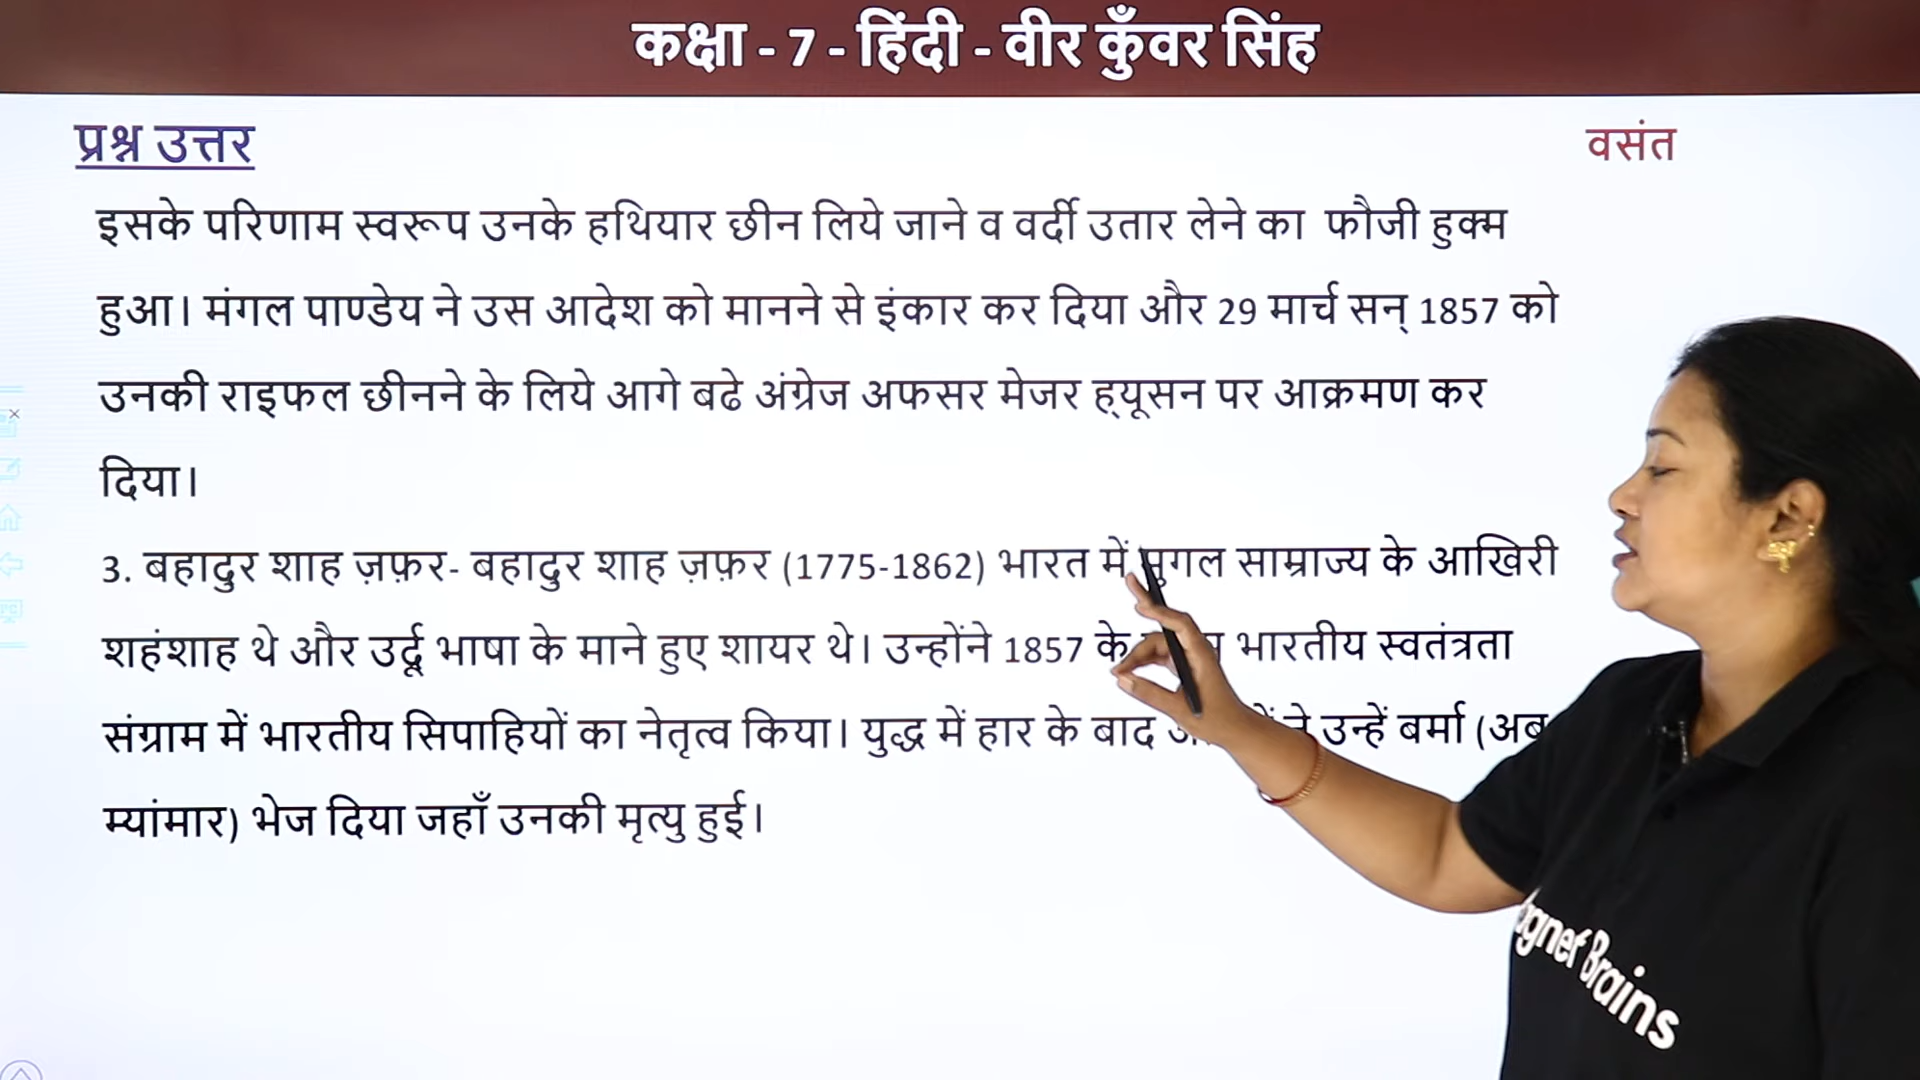 कक्षा - 7 - हिंदी - वीर कुँवर सिंह
प्रश्न उत्तर
वसंत
इसके परिणाम स्वरूप उनके हथियार छीन लिये जाने व वर्दी उतार लेने का फौजी हुक्म
हुआ। मंगल पाण्डेय ने उस आदेश को मानने से इंकार कर दिया और 29 मार्च सन् 1857 को
उनकी राइफल छीनने के लिये आगे बढे अंग्रेज अफसर मेजर ह्यूसन पर आक्रमण कर
दिया।
3. बहादुर शाह ज़फ़र- बहादुर शाह ज़फ़र (1775-1862) भारत में मुगल साम्राज्य के आखिरी
शहंशाह थे और उर्दू भाषा के माने हुए शायर थे। उन्होंने 1857 के भारतीय स्वतंत्रता
संग्राम में भारतीय सिपाहियों का नेतृत्व किया। युद्ध में हार के बाद ने उन्हें बर्मा (अब
म्यांमार) भेज दिया जहाँ उनकी मृत्यु हुई।
Brains